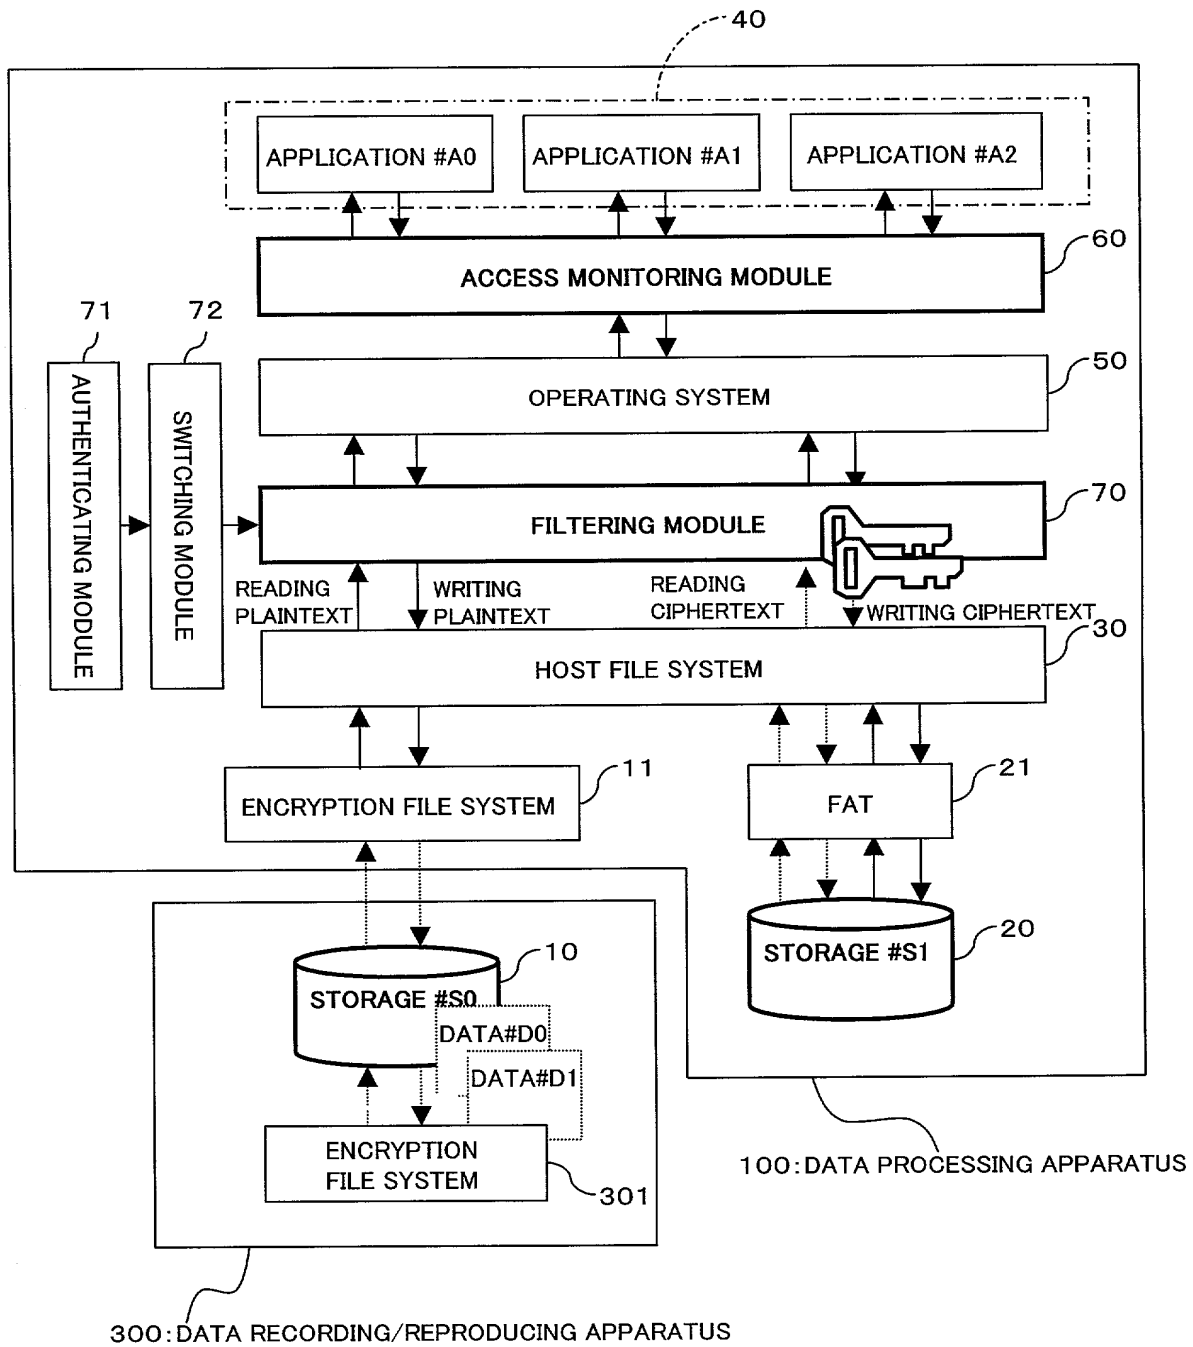 40
APPLICATION #A0
APPLICATION #A1
APPLICATION #A2
60
ACCESS MONITORING MODULE
71
72
50
OPERATING SYSTEM
AUTHENTICATING MODULE
SWITCHING MODULE
70
FILTERING MODULE
READING
PLAINTEXT
WRITING
PLAINTEXT
READING
CIPHERTEXT
WRITING CIPHERTEXT
30
HOST FILE SYSTEM
11
21
ENCRYPTION FILE SYSTEM
FAT
10
20
STORAGE #S0
STORAGE #S1
DATA#D0
DATA#D1
ENCRYPTION
FILE SYSTEM
301
100:DATA PROCESSING APPARATUS
300:DATA RECORDING/REPRODUCING APPARATUS